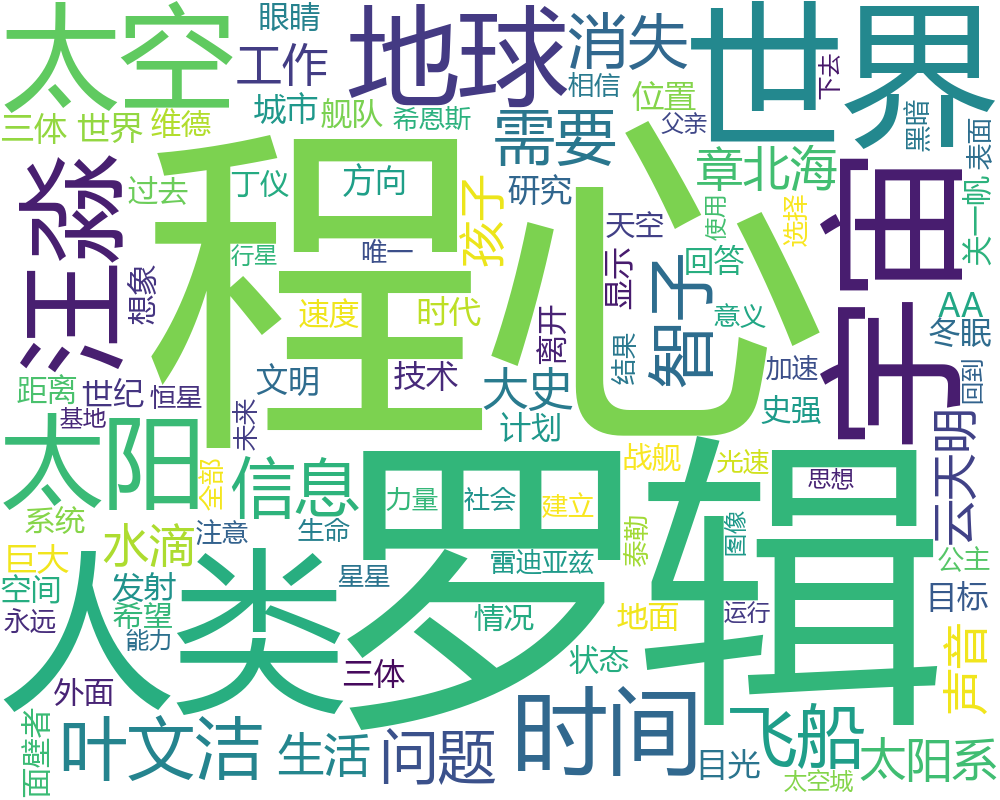 太空
眼睛
工作
地球
消失
世界
相信
下去
三体 世界
维德
城市
舰队
希恩斯
位置
父亲
需要
黑暗
表面
汪淼
过去
丁仪
方向
孩子
研究
章北海
使用
选择
关一帆
程心
宇宙
行星
唯一
天空
回答
想象
速度
时代
显示
智子
意义
AA
冬眠
离开
结果
距离
世纪
恒星
文明
技术
大史
加速
回到
基地
未来
计划
史强
云天明
太阳
信息
罗辑
战舰
光速
思想
全部
力量
社会
建立
系统
水滴
注意
生命
泰勒
图像
巨大
人类
雷迪亚兹
公主
空间
发射
星星
目标
永远
希望
能力
情况
地面
运行
声音
外面
三体
状态
面壁者
叶文洁
生活
问题
时间
目光
飞船
太空城
太阳系